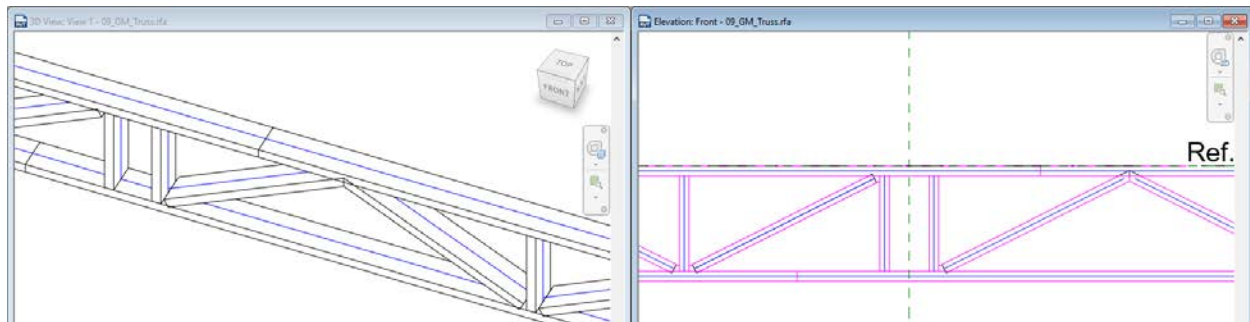 3D View: View 1 - 09_GM_Truss.rfa
Elevation: Front - 09_GM_Truss.rfa
TOP
FRONT
Ref.